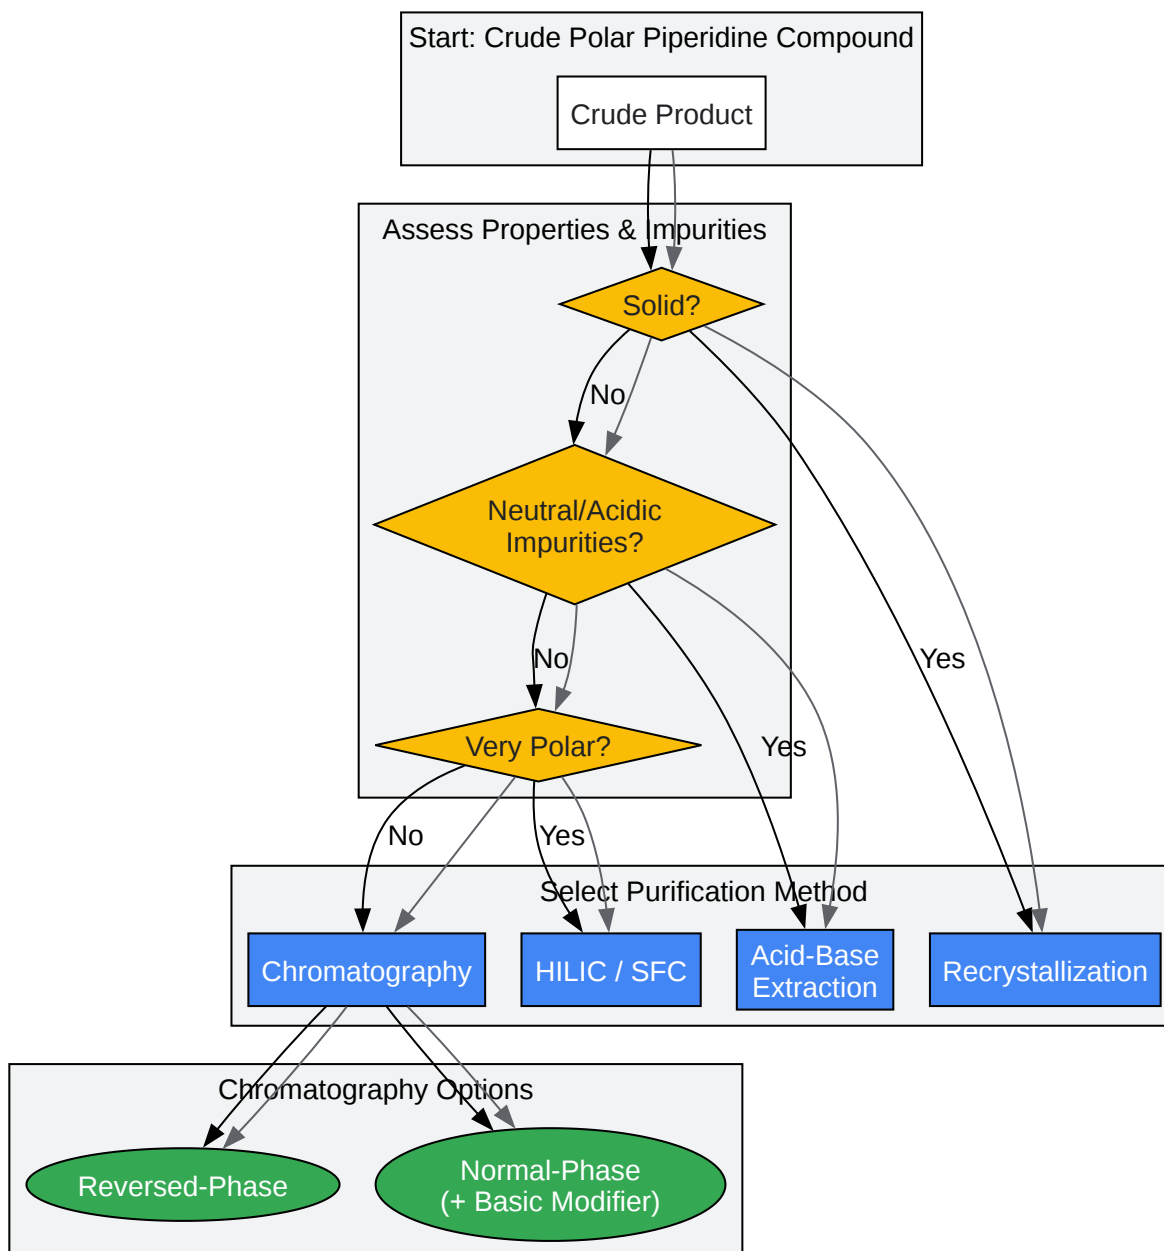 Start: Crude Polar Piperidine Compound
Crude Product
Assess Properties & Impurities
Solid?
No
Neutral/Acidic
Impurities?
No
Yes
Very Polar?
Yes
No
Yes
Select Purification Method
Chromatography
HILIC / SFC
Acid-Base
Extraction
Recrystallization
Chromatography Options
Reversed-Phase
Normal-Phase
(+ Basic Modifier)